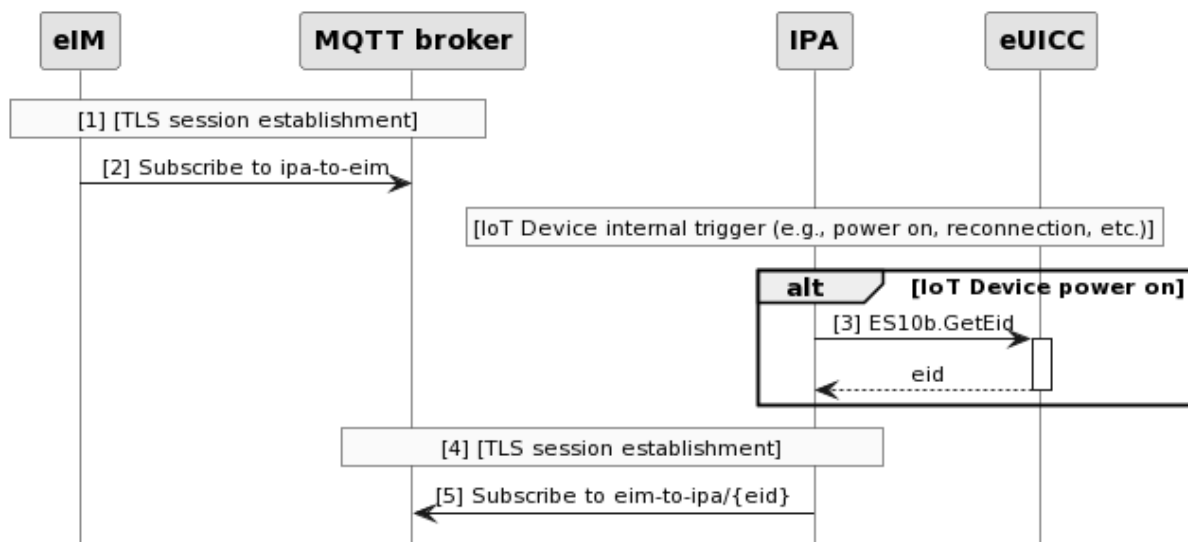 eIM
MQTT broker
IPA
eUICC
[1] [TLS session establishment]
[2] Subscribe to ipa-to-eim
[IoT Device internal trigger (e.g., power on, reconnection, etc.)]
alt
[IoT Device power on]
[3] ES10b.GetEid
eid
[4] [TLS session establishment]
[5] Subscribe to eim-to-ipa/{eid}